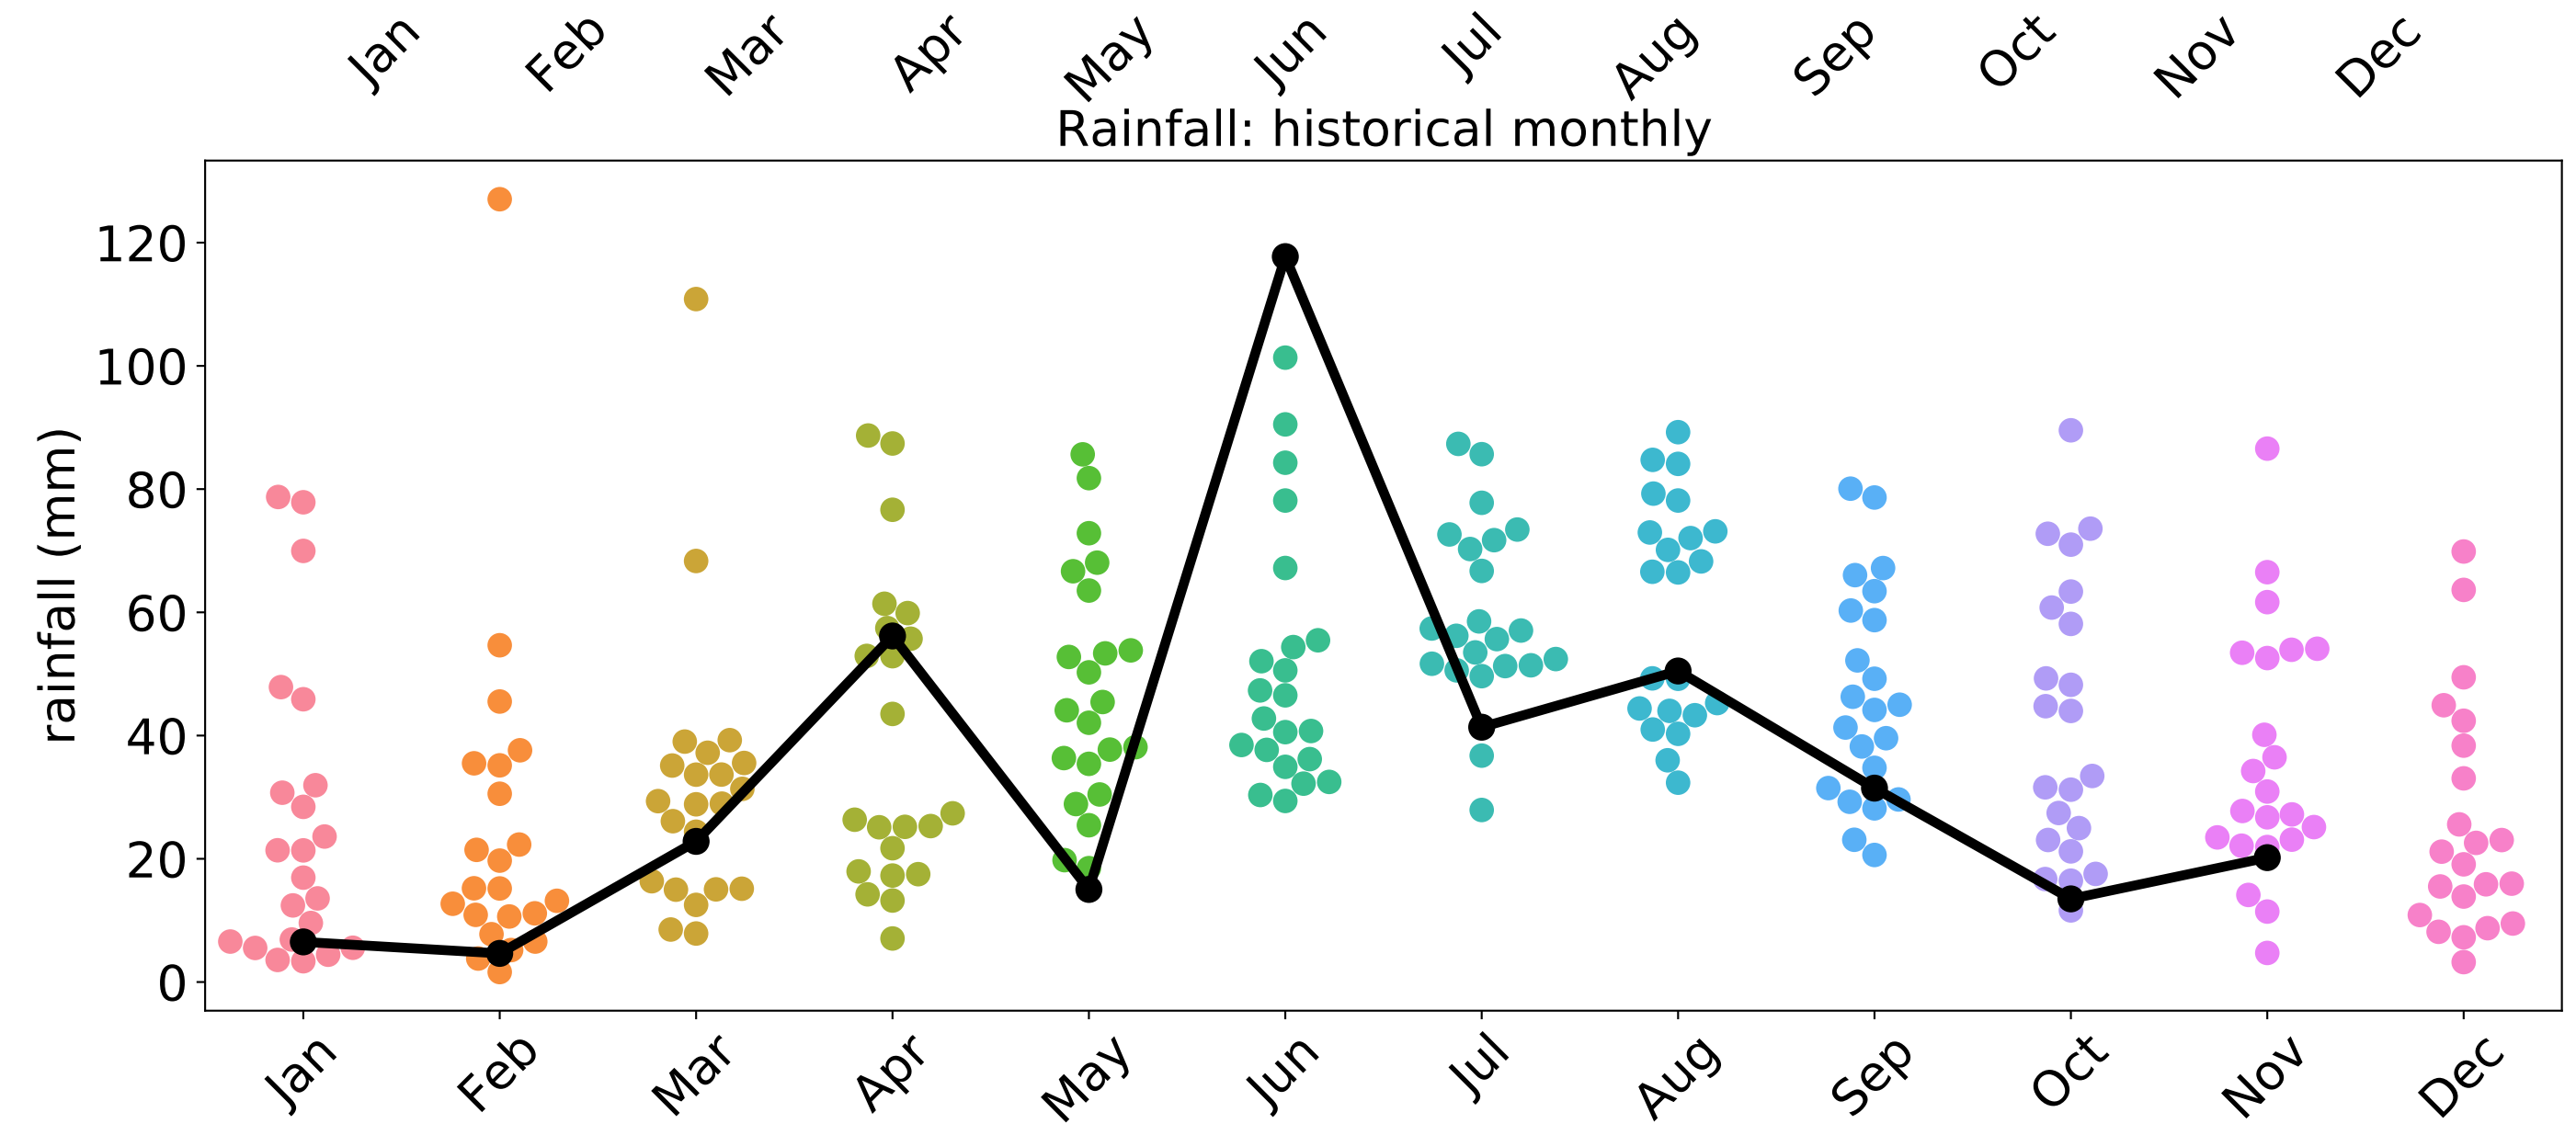 Jan Feb Mar Apr May Jun Jul Aug Sep Oct Nov Dec
Rainfall: historical monthly
rainfall (mm)
120
100
80
60
40
20
0
Jan Feb Mar Apr May Jun Jul Aug Sep Oct Nov Dec